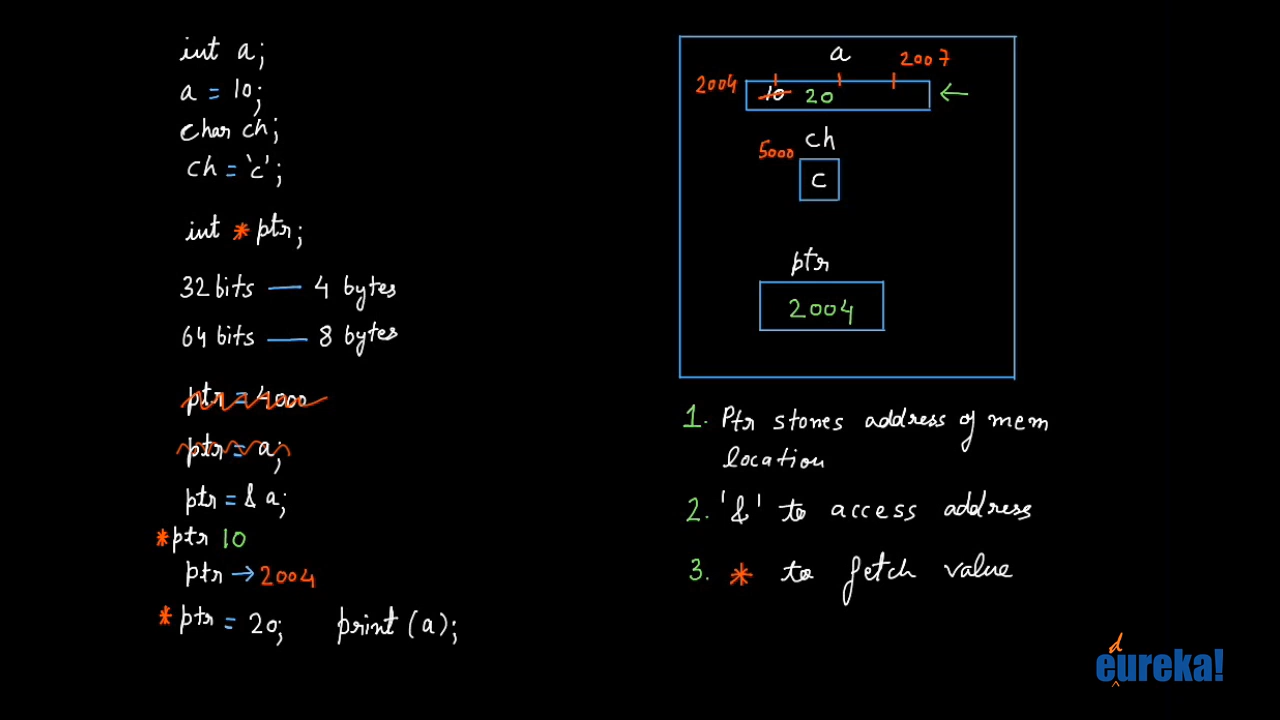 int a;
a = 10;
char ch;
ch = 'c';
int * ptr;
32 bits — 4 bytes
64 bits — 8 bytes
ptr = 4000
ptr = a;
ptr = & a;
*ptr 10
ptr → 2004
* ptr = 20; print (a);
a
2004 2007
10 20 ←
ch
5000
c
ptr
2004
1. Ptr stores address of mem
location
2. '&' to access address
3. * to fetch value
d
eureka!
^